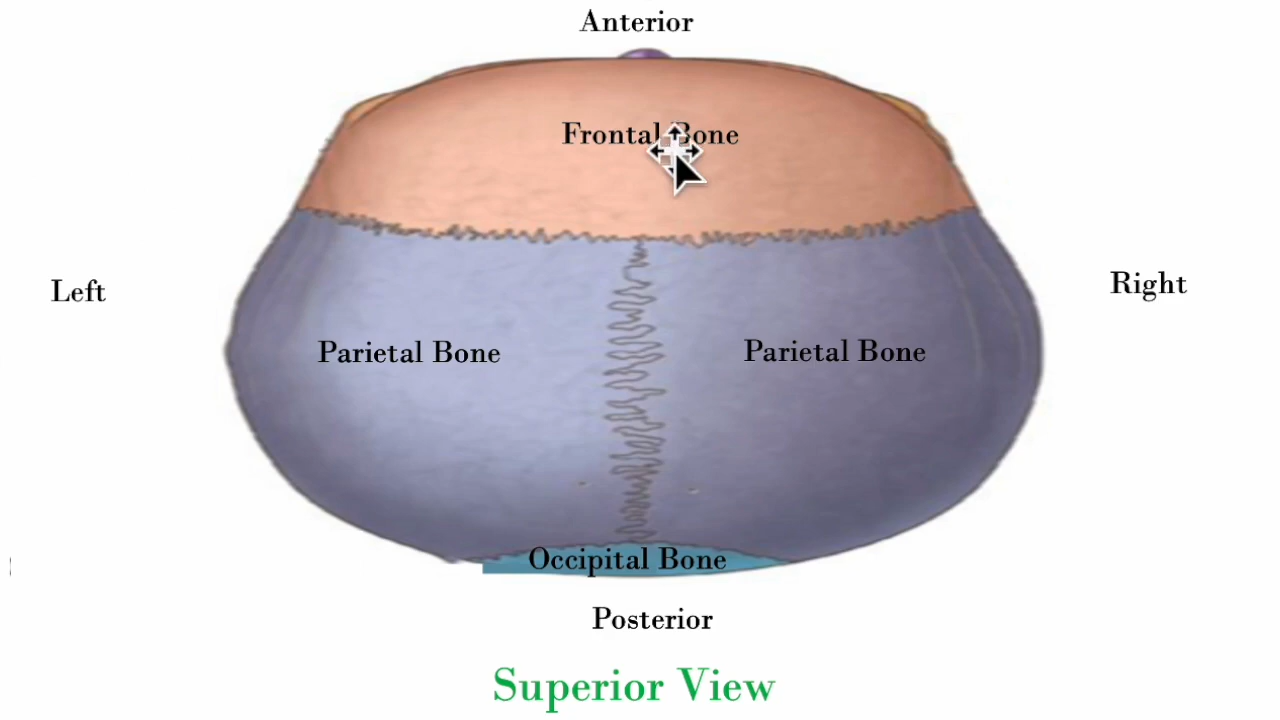 Anterior
Frontal Bone
Left
Right
Parietal Bone
Parietal Bone
Occipital Bone
Posterior
Superior View